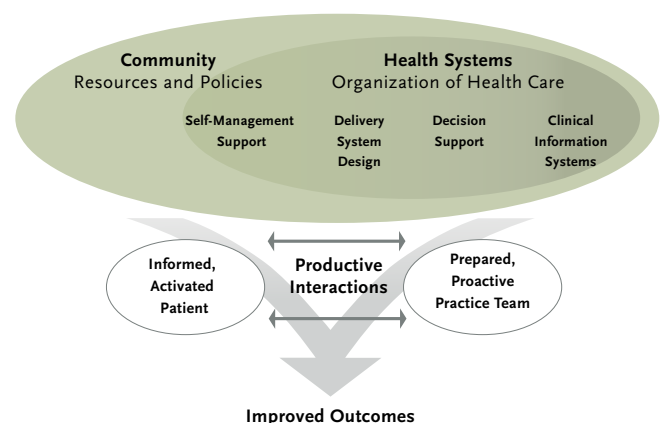 Community
Resources and Policies
Health Systems
Organization of Health Care
Self-Management
Support
Delivery
System
Design
Decision
Support
Clinical
Information
Systems
Informed,
Activated
Patient
Productive
Interactions
Prepared,
Proactive
Practice Team
Improved Outcomes